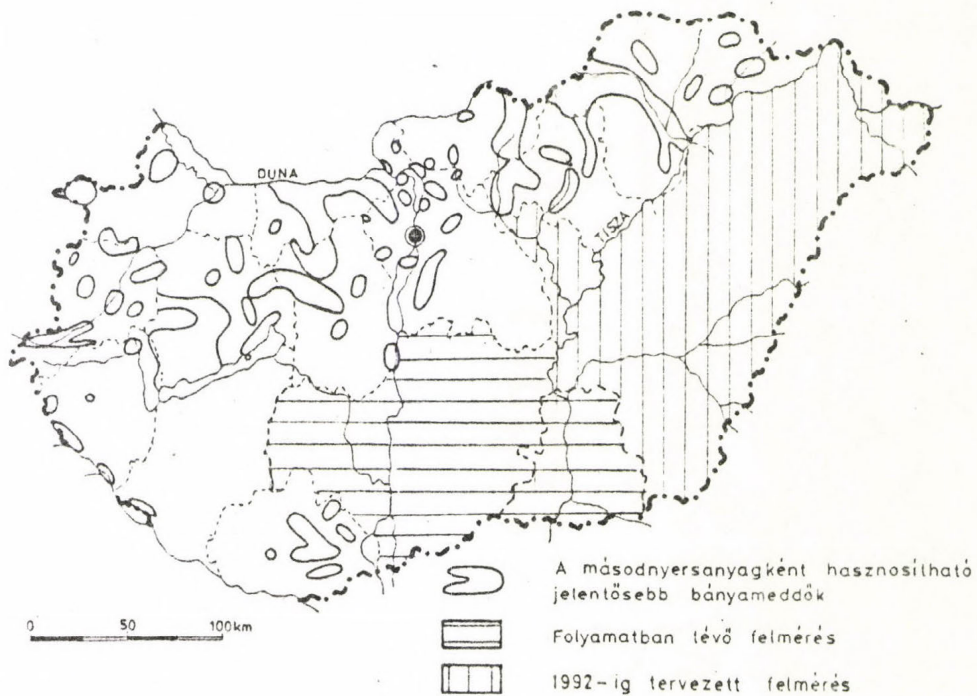 DUNA
TISZA
A másodnyersanyagként hasznosítható
jelentősebb bányameddők
0 50 100km
Folyamatban lévő felmérés
1992-ig tervezett felmérés